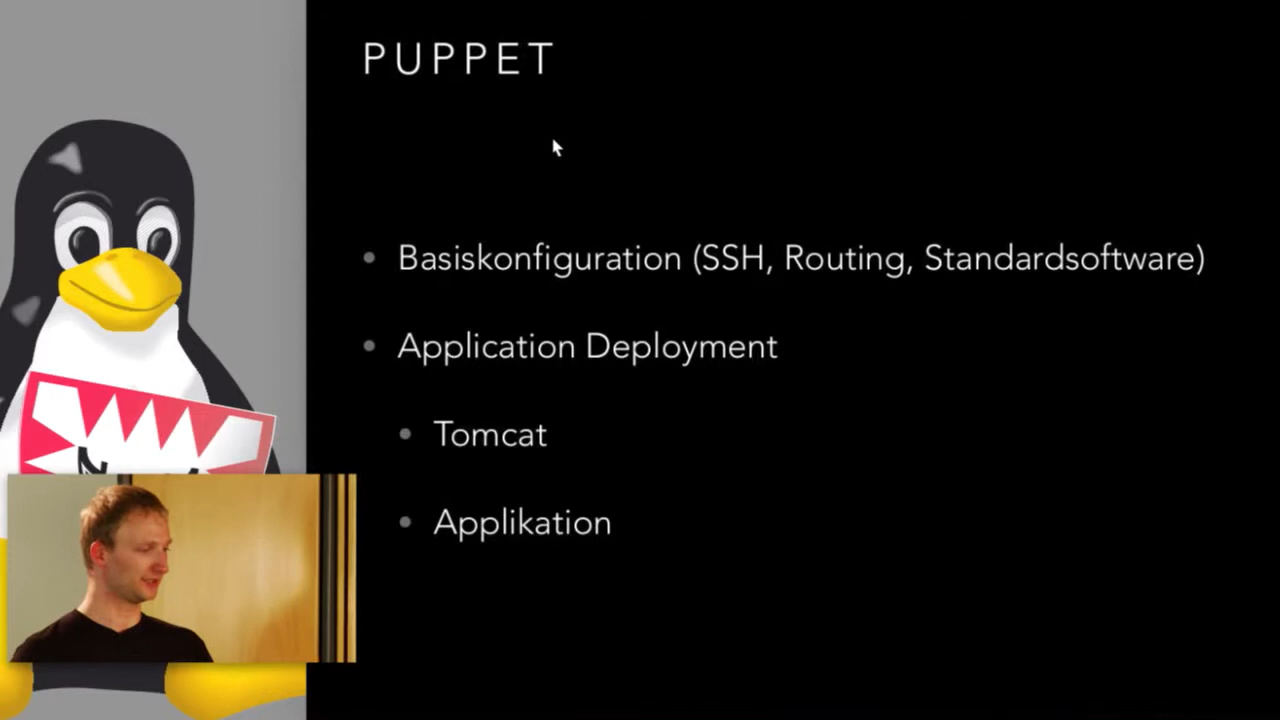 PUPPET
Basiskonfiguration (SSH, Routing, Standardsoftware)
Application Deployment
Tomcat
Applikation